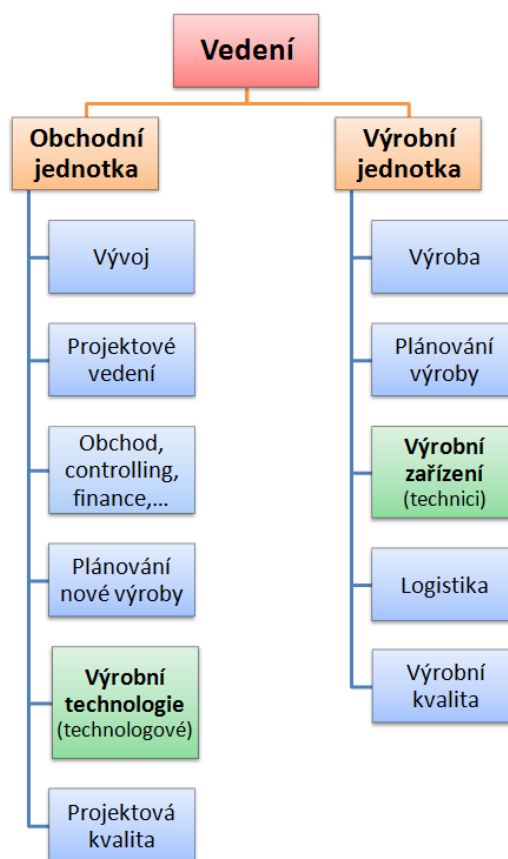 Vedení
Obchodní
jednotka
Vývoj
Projektové
vedení
Obchod,
controlling,
finance,...
Plánování
nové výroby
Výrobní
technologie
(technologové)
Projektová
kvalita
Výrobní
jednotka
Výroba
Plánování
výroby
Výrobní
zařízení
(technici)
Logistika
Výrobní
kvalita